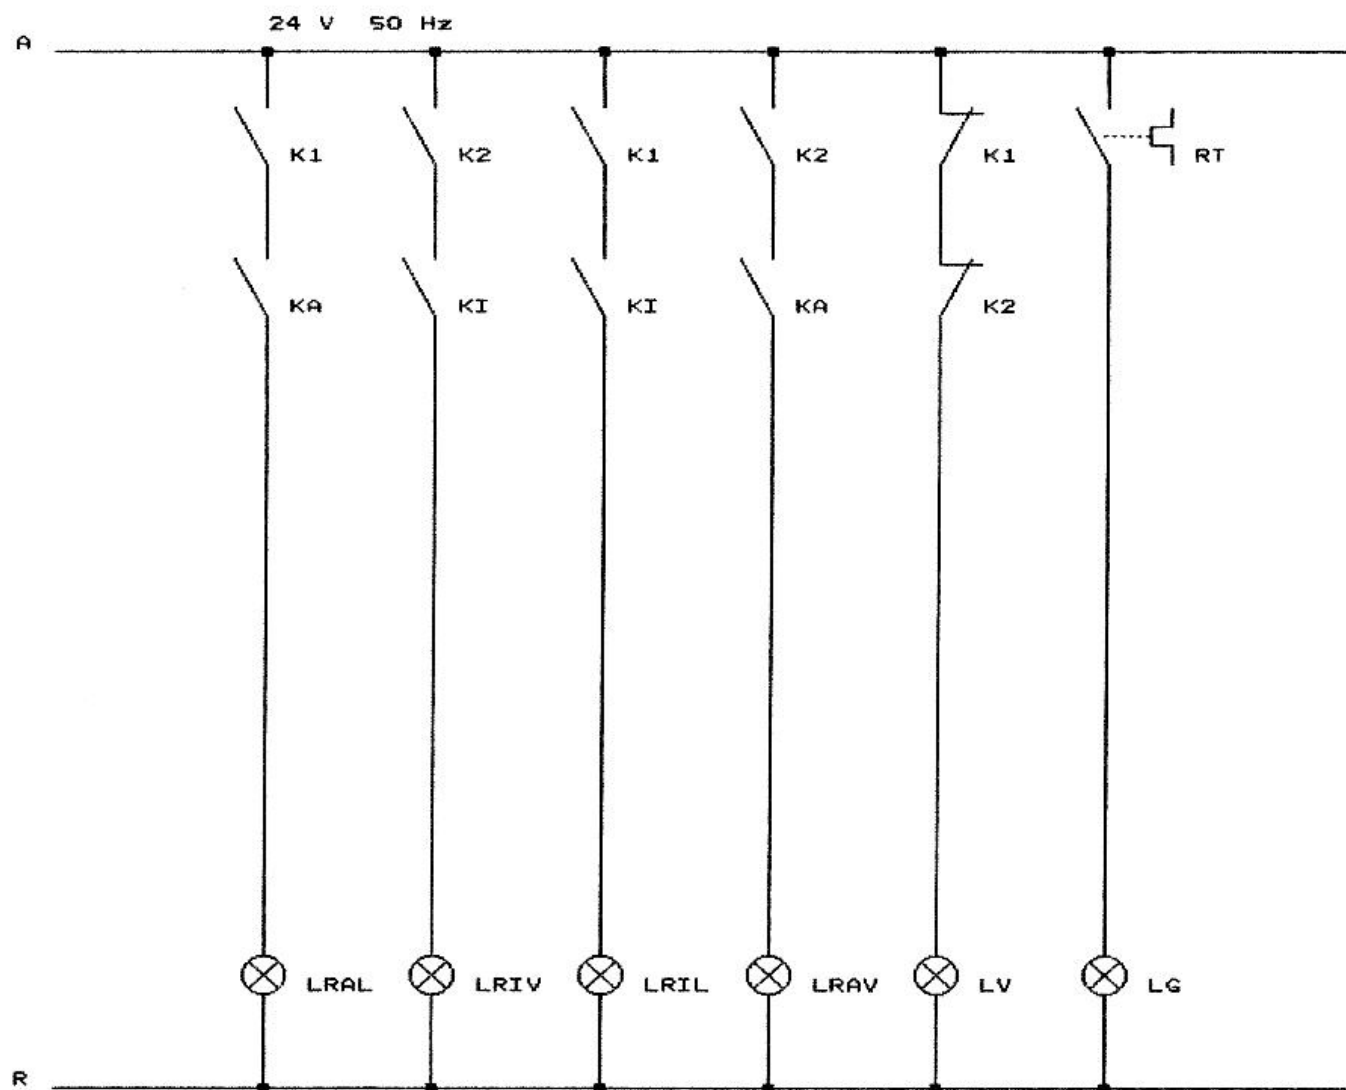 24 V 50 Hz
A
K1 K2 K1 K2 K1 RT
KA KI KI KA K2
LRAL LRIV LRIL LRAV LV LG
R